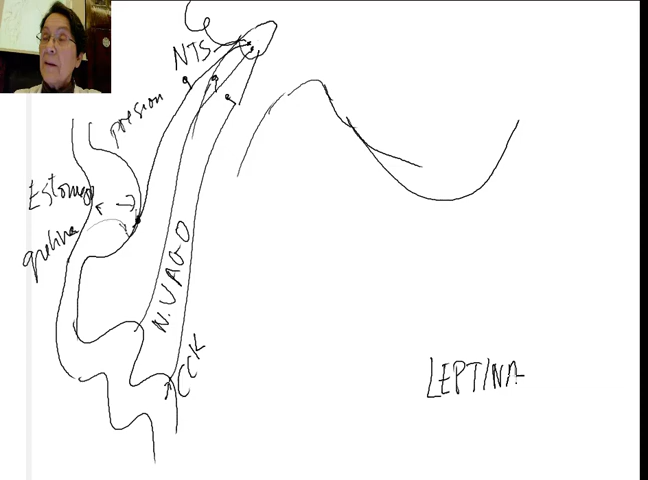 NTS
presion
Estomago
grelina
N. VAGO
CCK
LEPTINA